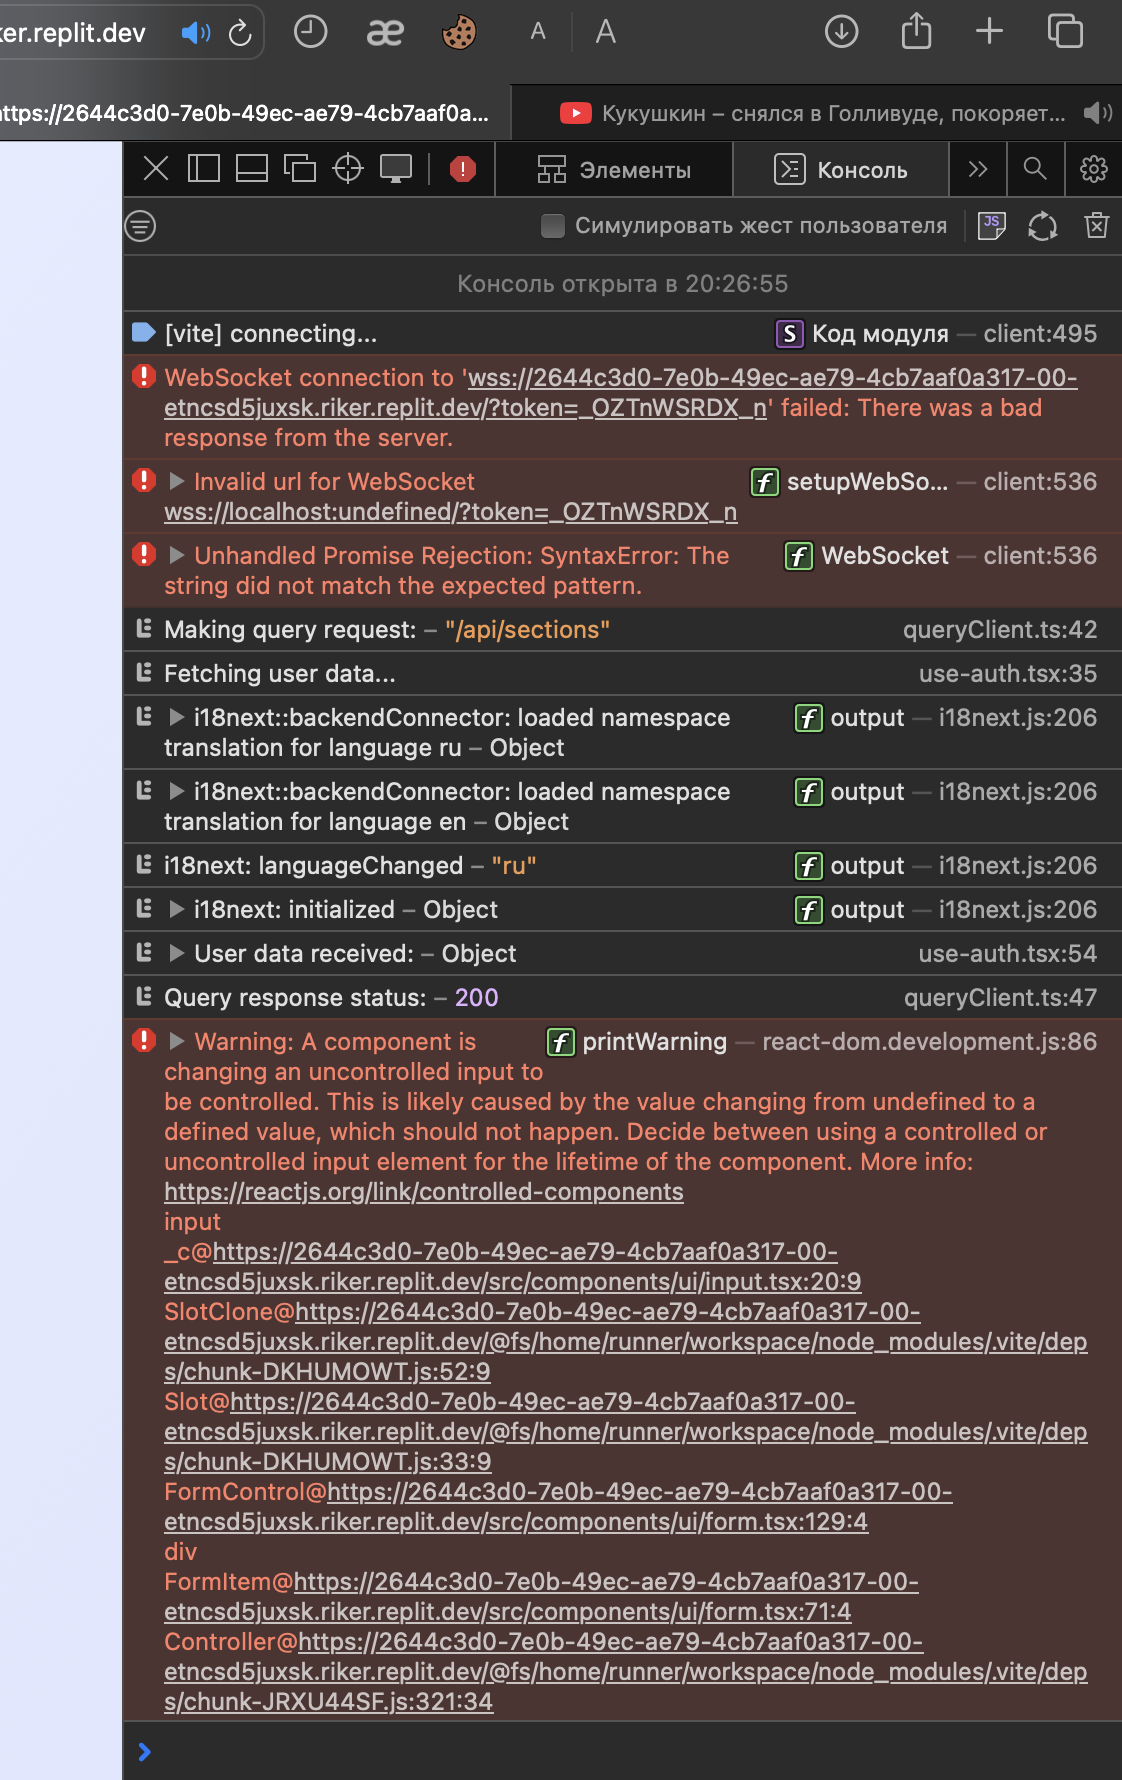 ker.replit.dev
æ
A
A
https://2644c3d0-7e0b-49ec-ae79-4cb7aaf0a...
Кукушкин – снялся в Голливуде, покоряет...
Элементы
Консоль
Симулировать жест пользователя
JS
Консоль открыта в 20:26:55
[vite] connecting...
S Код модуля — client:495
WebSocket connection to 'wss://2644c3d0-7e0b-49ec-ae79-4cb7aaf0a317-00-
etncsd5juxsk.riker.replit.dev/?token=_OZTnWSRDX_n' failed: There was a bad
response from the server.
Invalid url for WebSocket
f setupWebSo... — client:536
wss://localhost:undefined/?token=_OZTnWSRDX_n
Unhandled Promise Rejection: SyntaxError: The
f WebSocket — client:536
string did not match the expected pattern.
Making query request: – "/api/sections"
queryClient.ts:42
Fetching user data...
use-auth.tsx:35
i18next::backendConnector: loaded namespace
f output — i18next.js:206
translation for language ru – Object
i18next::backendConnector: loaded namespace
f output — i18next.js:206
translation for language en – Object
i18next: languageChanged – "ru"
f output — i18next.js:206
i18next: initialized – Object
f output — i18next.js:206
User data received: – Object
use-auth.tsx:54
Query response status: – 200
queryClient.ts:47
Warning: A component is
f printWarning — react-dom.development.js:86
changing an uncontrolled input to
be controlled. This is likely caused by the value changing from undefined to a
defined value, which should not happen. Decide between using a controlled or
uncontrolled input element for the lifetime of the component. More info:
https://reactjs.org/link/controlled-components
input
_c@https://2644c3d0-7e0b-49ec-ae79-4cb7aaf0a317-00-
etncsd5juxsk.riker.replit.dev/src/components/ui/input.tsx:20:9
SlotClone@https://2644c3d0-7e0b-49ec-ae79-4cb7aaf0a317-00-
etncsd5juxsk.riker.replit.dev/@fs/home/runner/workspace/node_modules/.vite/dep
s/chunk-DKHUMOWT.js:52:9
Slot@https://2644c3d0-7e0b-49ec-ae79-4cb7aaf0a317-00-
etncsd5juxsk.riker.replit.dev/@fs/home/runner/workspace/node_modules/.vite/dep
s/chunk-DKHUMOWT.js:33:9
FormControl@https://2644c3d0-7e0b-49ec-ae79-4cb7aaf0a317-00-
etncsd5juxsk.riker.replit.dev/src/components/ui/form.tsx:129:4
div
FormItem@https://2644c3d0-7e0b-49ec-ae79-4cb7aaf0a317-00-
etncsd5juxsk.riker.replit.dev/src/components/ui/form.tsx:71:4
Controller@https://2644c3d0-7e0b-49ec-ae79-4cb7aaf0a317-00-
etncsd5juxsk.riker.replit.dev/@fs/home/runner/workspace/node_modules/.vite/dep
s/chunk-JRXU44SF.js:321:34